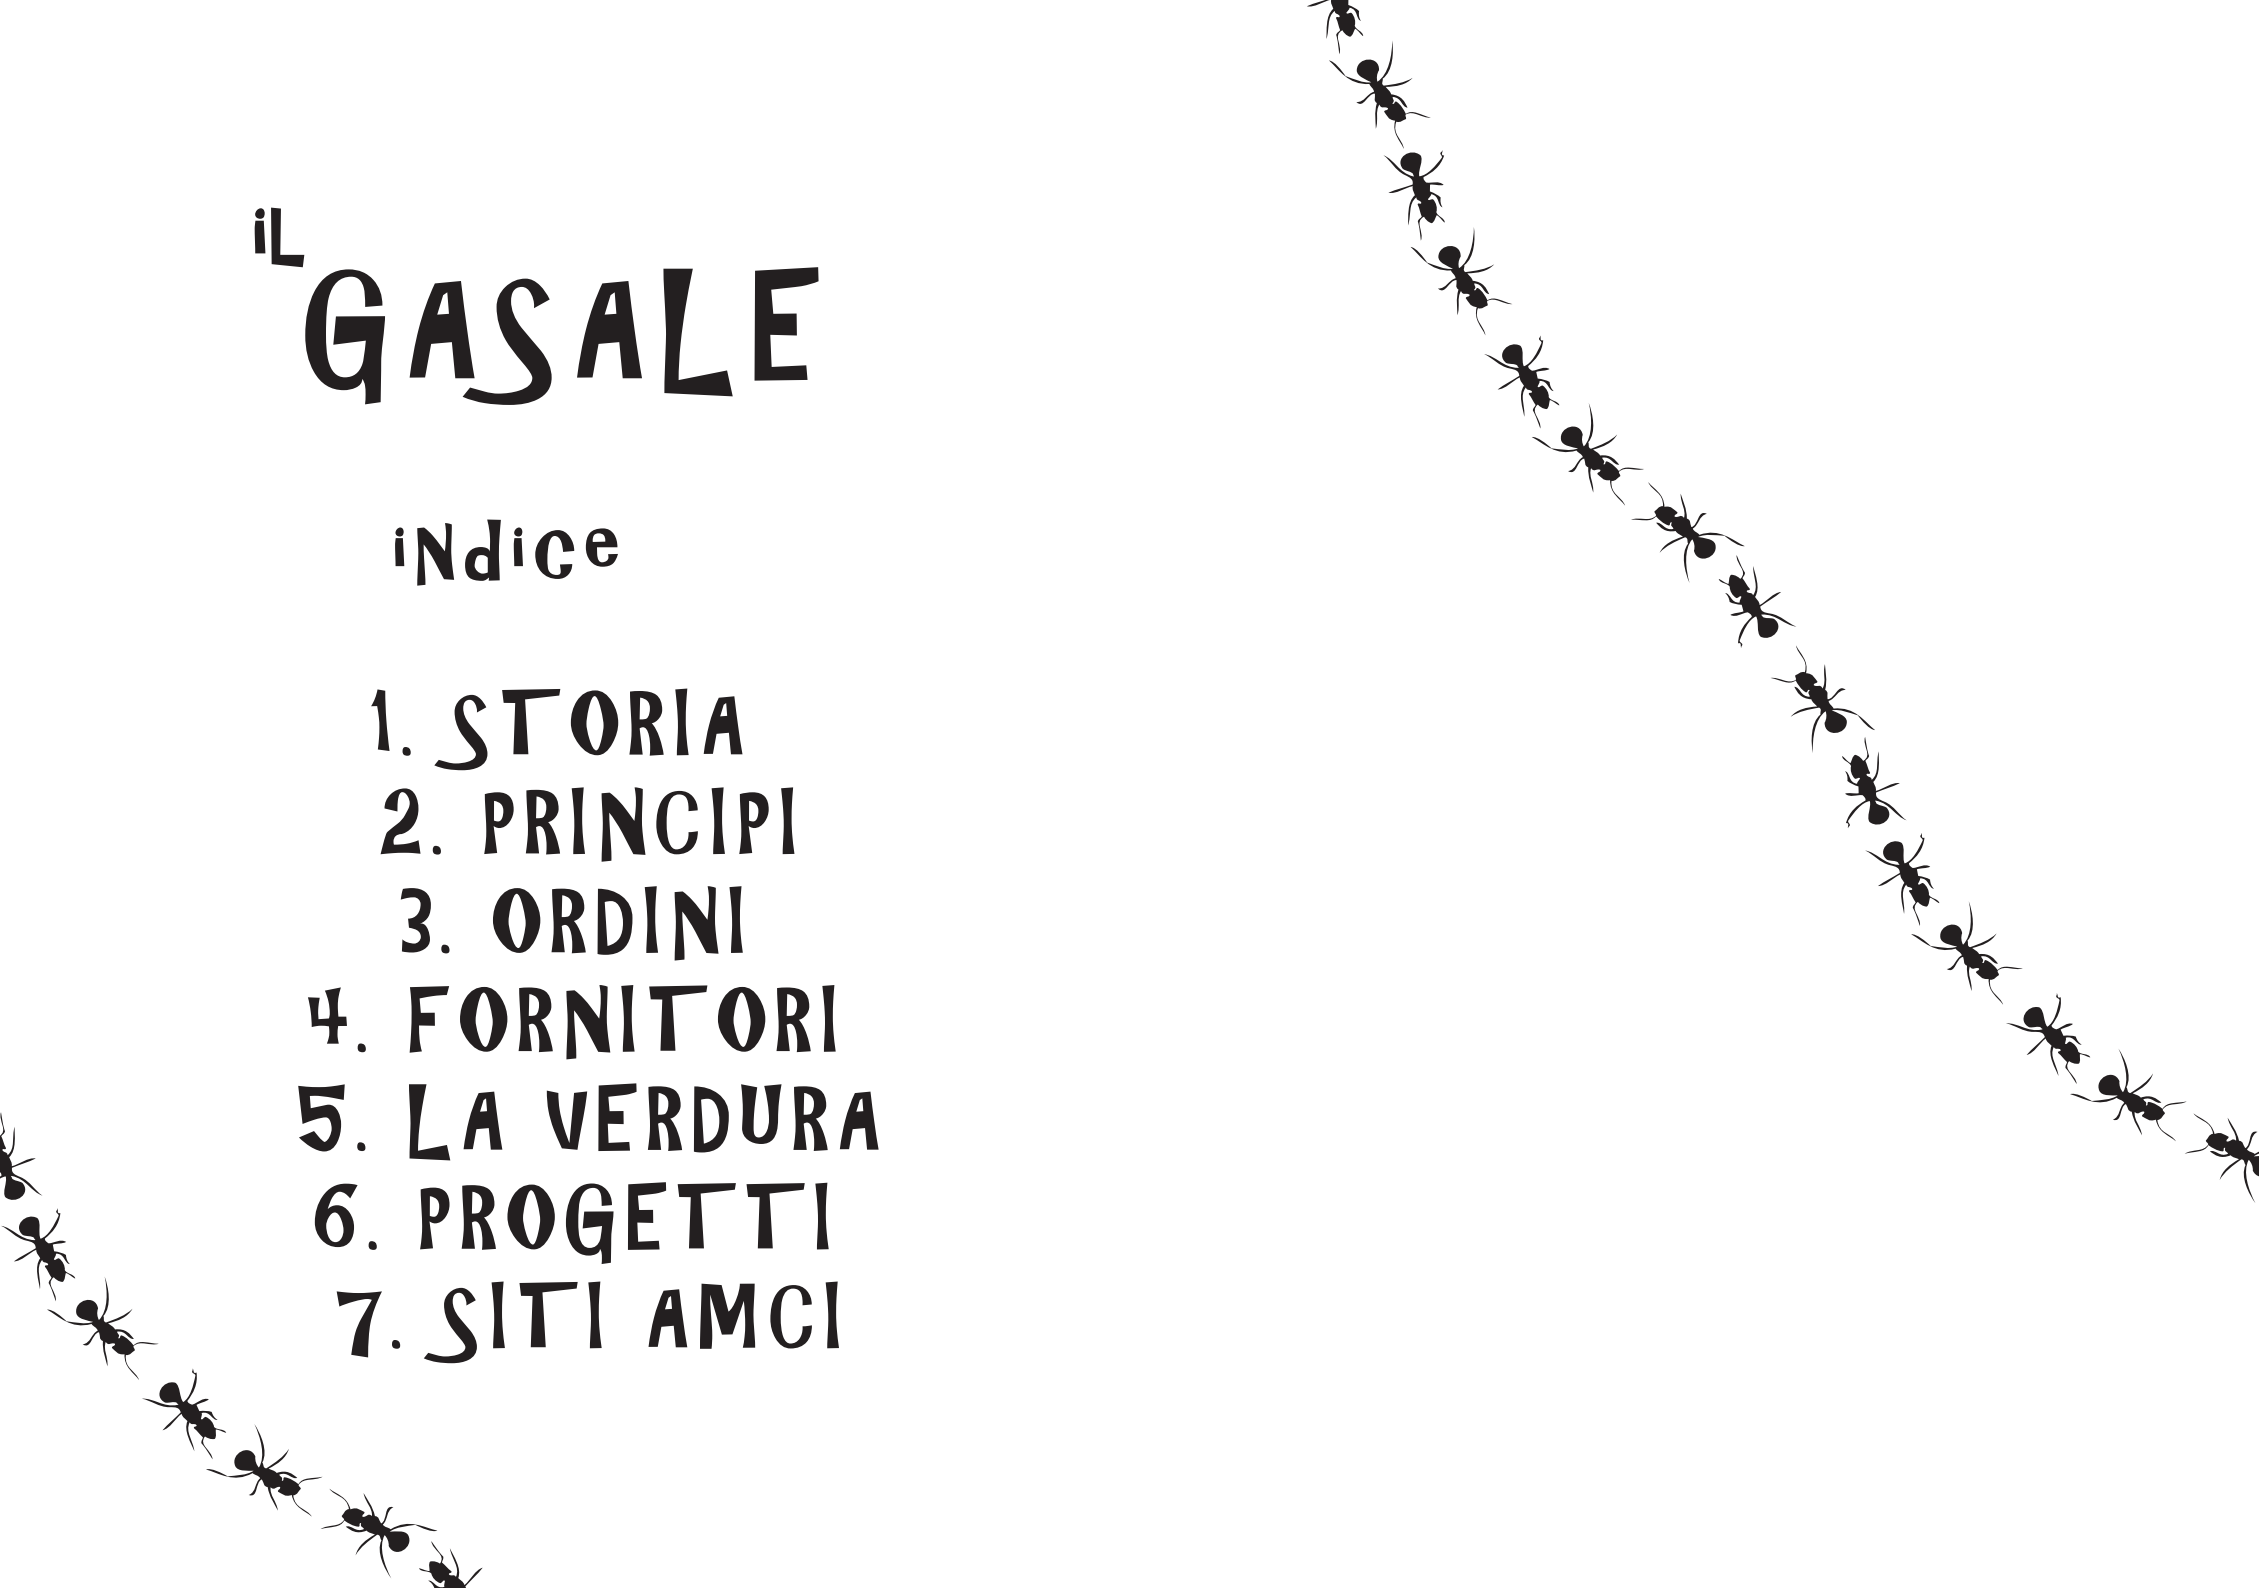 iL
GASALE
iNdice
1. STORIA
2. PRINCIPI
3. ORDINI
4. FORNITORI
5. LA VERDURA
6. PROGETTI
7. SITI AMCI